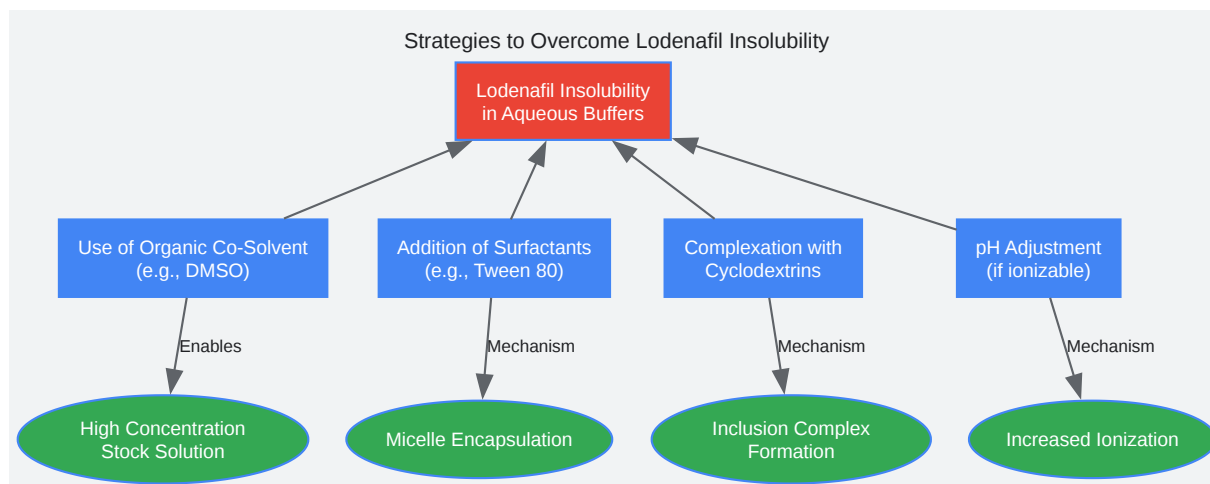 Strategies to Overcome Lodenafil Insolubility
Lodenafil Insolubility
in Aqueous Buffers
Use of Organic Co-Solvent
(e.g., DMSO)
Addition of Surfactants
(e.g., Tween 80)
Complexation with
Cyclodextrins
pH Adjustment
(if ionizable)
Enables
Mechanism
Mechanism
Mechanism
High Concentration
Stock Solution
Micelle Encapsulation
Inclusion Complex
Formation
Increased Ionization